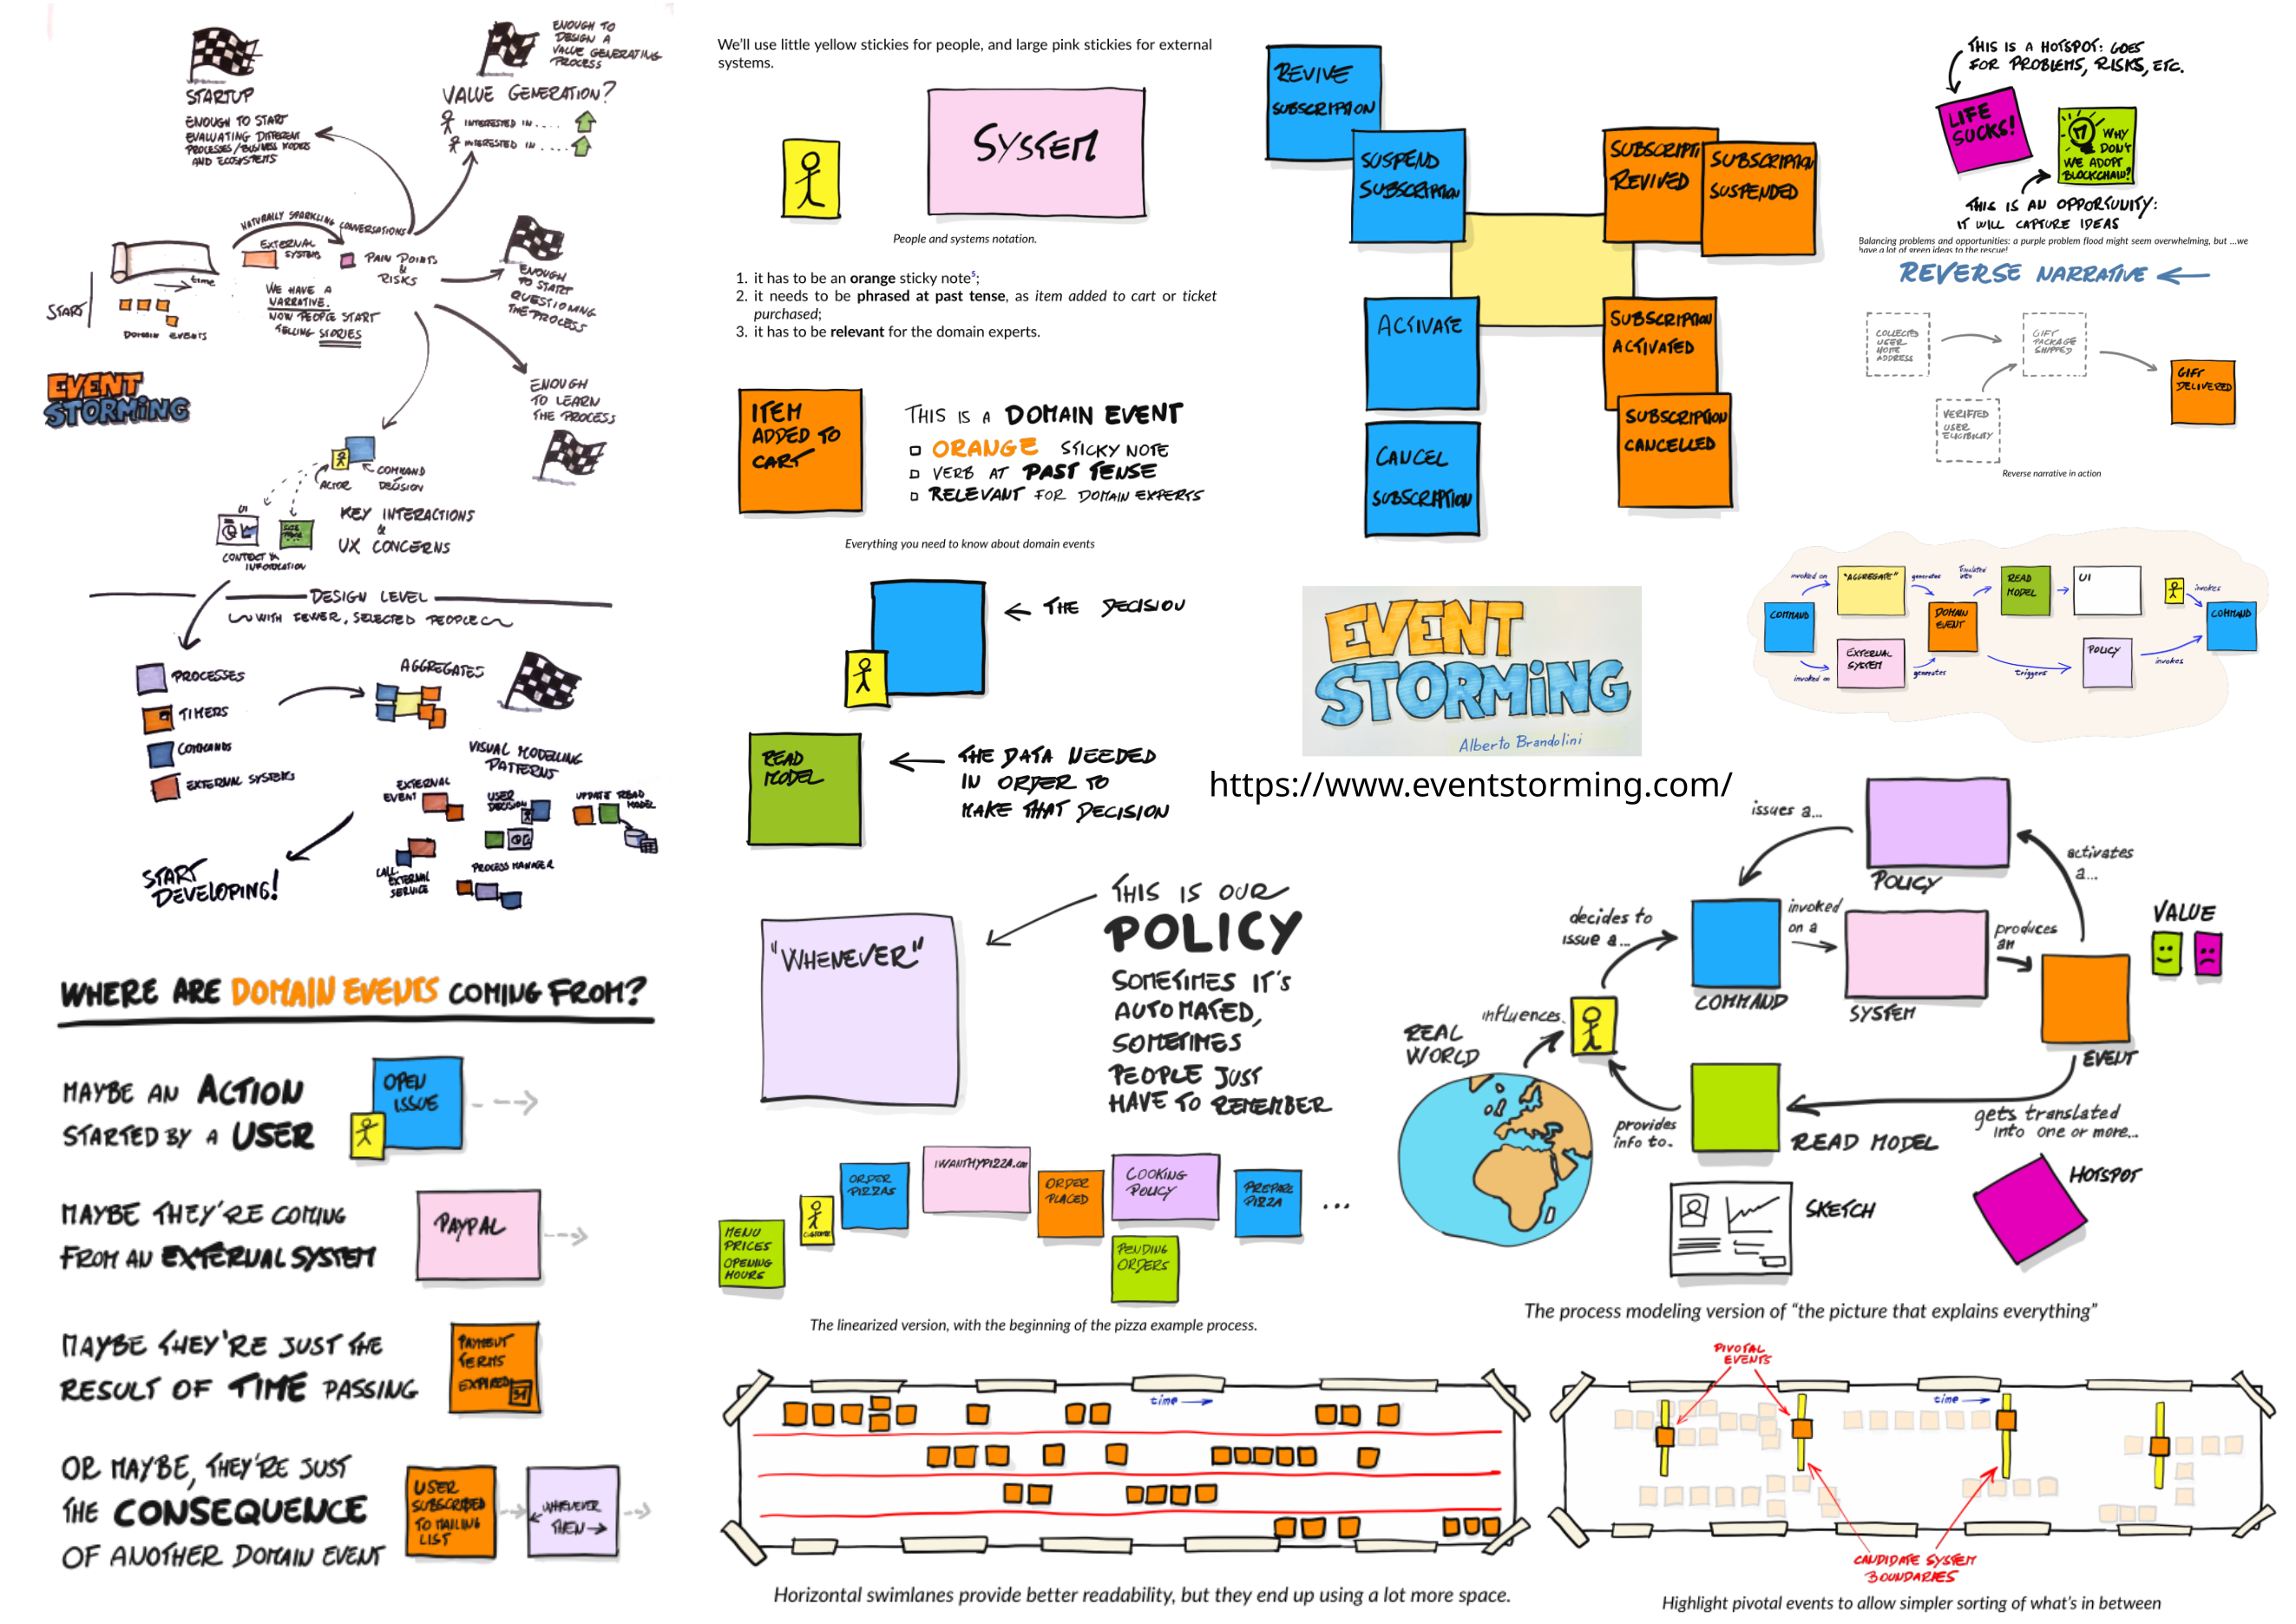 STARTUP
ENOUGH TO START
EVALUATING DIFFERENT
PROCESSES/BUSINESS MODELS
AND ECOSYSTEMS
ENOUGH TO
DESIGN A
VALUE GENERATING
PROCESS
VALUE GENERATION?
INTERESTED IN ....
INTERESTED IN ....
NATURALLY SPARKLING CONVERSATIONS
EXTERNAL
SYSTEMS
PAIN POINTS
&
RISKS
START
time
DOMAIN EVENTS
WE HAVE A
NARRATIVE.
NOW PEOPLE START
TELLING STORIES
ENOUGH
TO START
QUESTIONING
THE PROCESS
ENOUGH
TO LEARN
THE PROCESS
EVENT
STORMING
COMMAND
DECISION
ACTOR
UI
CONTEXT &
INFORMATION
KEY INTERACTIONS
&
UX CONCERNS
DESIGN LEVEL
WITH FEWER, SELECTED PEOPLE
PROCESSES
TIMERS
COMMANDS
EXTERNAL SYSTEMS
AGGREGATES
VISUAL MODELLING
PATTERNS
EXTERNAL
EVENT
USER
DECISION
UPDATE READ
MODEL
CALL
EXTERNAL
SERVICE
PROCESS MANAGER
START
DEVELOPING!
WHERE ARE DOMAIN EVENTS COMING FROM?
MAYBE AN ACTION
STARTED BY A USER
OPEN
ISSUE
MAYBE THEY'RE COMING
FROM AN EXTERNAL SYSTEM
PAYPAL
MAYBE THEY'RE JUST THE
RESULT OF TIME PASSING
PAYMENT
TERMS
EXPIRED
31
OR MAYBE, THEY'RE JUST
THE CONSEQUENCE
OF ANOTHER DOMAIN EVENT
USER
SUBSCRIBED
TO MAILING
LIST
WHENEVER
THEN
We'll use little yellow stickies for people, and large pink stickies for external
systems.
SYSTEM
People and systems notation.
1. it has to be an orange sticky note5;
2. it needs to be phrased at past tense, as item added to cart or ticket
purchased;
3. it has to be relevant for the domain experts.
ITEM
ADDED TO
CART
THIS IS A DOMAIN EVENT
ORANGE STICKY NOTE
VERB AT PAST TENSE
RELEVANT FOR DOMAIN EXPERTS
Everything you need to know about domain events
THE DECISION
READ
MODEL
THE DATA NEEDED
IN ORDER TO
MAKE THAT DECISION
"WHENEVER"
THIS IS OUR
POLICY
SOMETIMES IT'S
AUTOMATED,
SOMETIMES
PEOPLE JUST
HAVE TO REMEMBER
MENU
PRICES
OPENING
HOURS
CUSTOMER
ORDER
PIZZAS
IWANTMYPIZZA.COM
ORDER
PLACED
COOKING
POLICY
PENDING
ORDERS
PREPARE
PIZZA
...
The linearized version, with the beginning of the pizza example process.
time
Horizontal swimlanes provide better readability, but they end up using a lot more space.
REVIVE
SUBSCRIPTION
SUSPEND
SUBSCRIPTION
ACTIVATE
CANCEL
SUBSCRIPTION
SUBSCRIPTI
REVIVED
SUBSCRIPTION
SUSPENDED
SUBSCRIPTION
ACTIVATED
SUBSCRIPTION
CANCELLED
EVENT
STORMING
Alberto Brandolini
https://www.eventstorming.com/
THIS IS A HOTSPOT: GOES
FOR PROBLEMS, RISKS, ETC.
LIFE
SUCKS!
WHY
DON'T
WE ADOPT
BLOCKCHAIN?
THIS IS AN OPPORTUNITY:
IT WILL CAPTURE IDEAS
Balancing problems and opportunities: a purple problem flood might seem overwhelming, but ...we
have a lot of green ideas to the rescue!
REVERSE NARRATIVE
COLLECTED
USER
HOME
ADDRESS
GIFT
PACKAGE
SHIPPED
VERIFIED
USER
ELIGIBILITY
GIFT
DELIVERED
Reverse narrative in action
COMMAND
invoked on
"AGGREGATE"
generates
invoked on
EXTERNAL
SYSTEM
generates
DOMAIN
EVENT
Translated
into
READ
MODEL
UI
invokes
triggers
POLICY
invokes
COMMAND
issues a...
POLICY
activates
a...
decides to
issue a...
COMMAND
invoked
on a
SYSTEM
produces
an
EVENT
VALUE
influences
REAL
WORLD
provides
info to.
READ MODEL
gets translated
into one or more...
SKETCH
HOTSPOT
The process modeling version of "the picture that explains everything"
PIVOTAL
EVENTS
time
CANDIDATE SYSTEM
BOUNDARIES
Highlight pivotal events to allow simpler sorting of what's in between